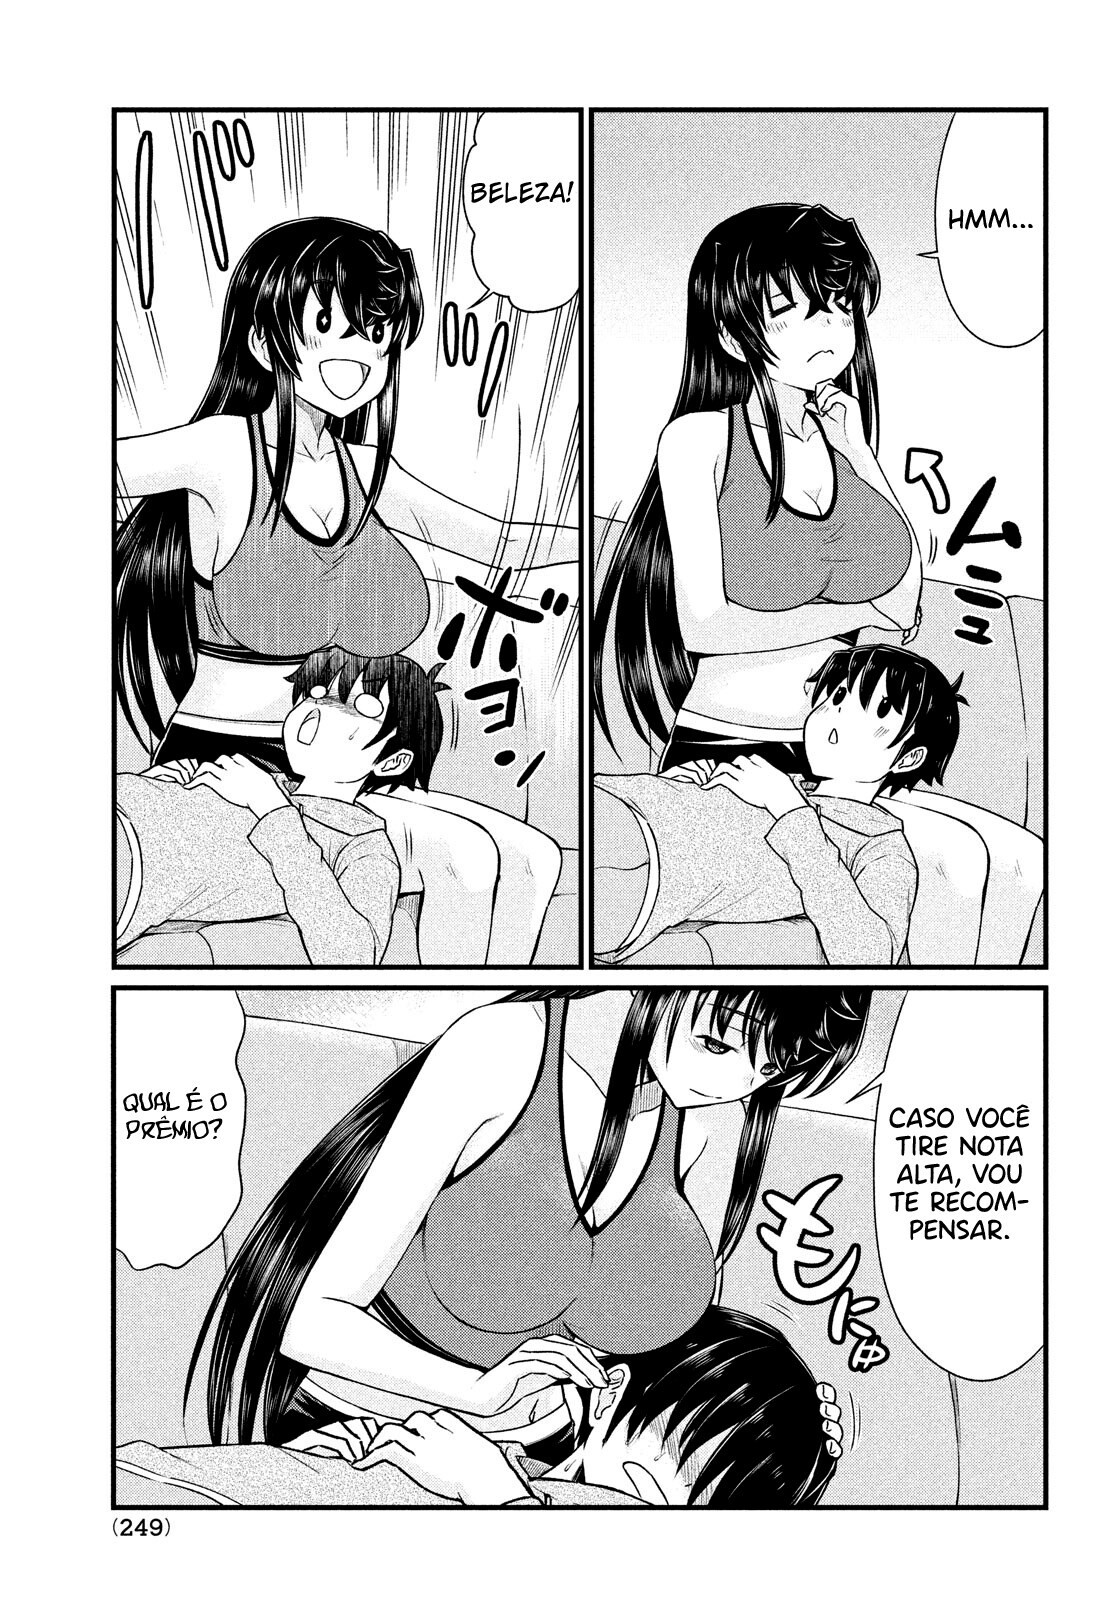 HMM...
ムニュ
BELEZA!
ボヨン
CASO VOCÊ
TIRE NOTA
ALTA, VOU
TE RECOM-
PENSAR.
もにゅ
QUAL É O
PRÊMIO?
(249)